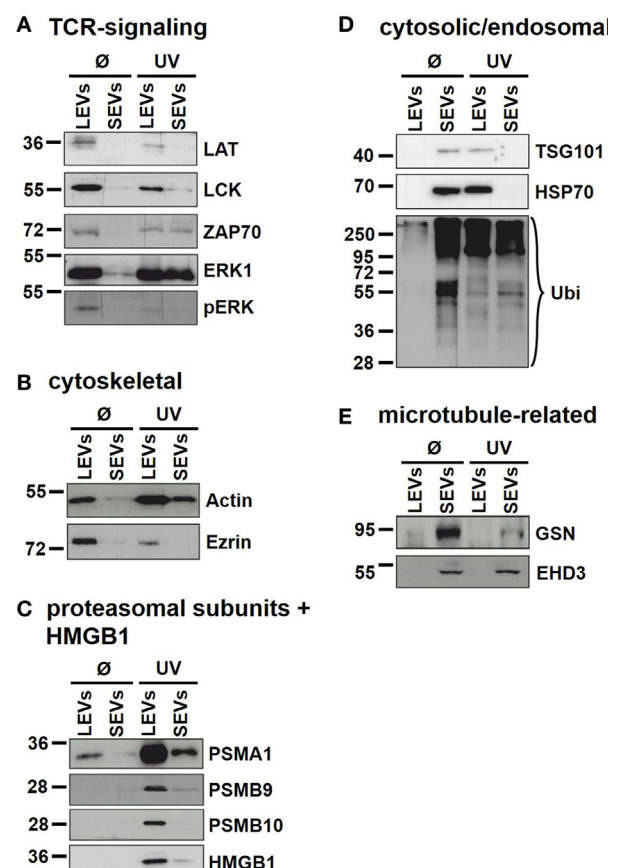 A TCR-signaling
Ø UV
LEVs SEVs LEVs SEVs
36 LAT
55 LCK
72 ZAP70
55 ERK1
55 pERK
B cytoskeletal
Ø UV
LEVs SEVs LEVs SEVs
55 Actin
72 Ezrin
C proteasomal subunits +
HMGB1
Ø UV
LEVs SEVs LEVs SEVs
36 PSMA1
28 PSMB9
28 PSMB10
36 HMGB1
D cytosolic/endosomal
Ø UV
LEVs SEVs LEVs SEVs
40 TSG101
70 HSP70
250
95
72
55 Ubi
36
28
E microtubule-related
Ø UV
LEVs SEVs LEVs SEVs
95 GSN
55 EHD3